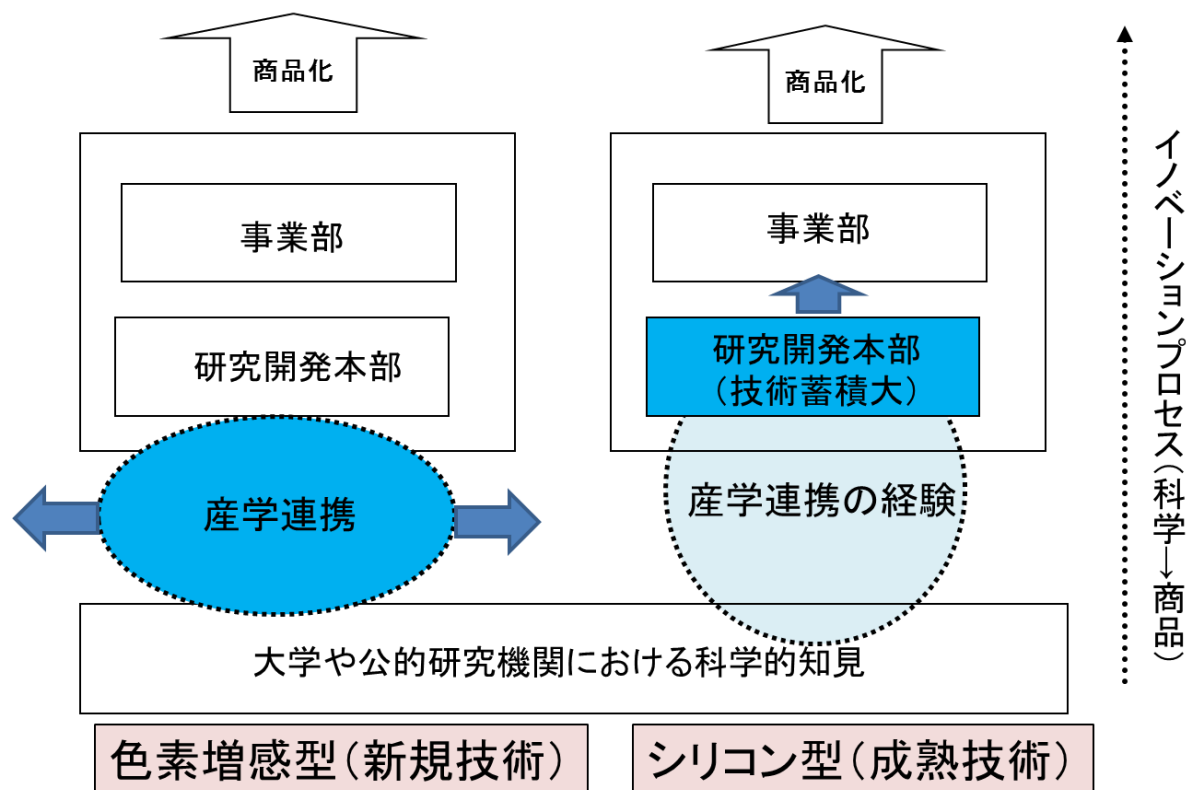 商品化
商品化
事業部
事業部
研究開発本部
研究開発本部
（技術蓄積大）
産学連携
産学連携の経験
大学や公的研究機関における科学的知見
色素増感型（新規技術）
シリコン型（成熟技術）
イノベーションプロセス（科学→商品）